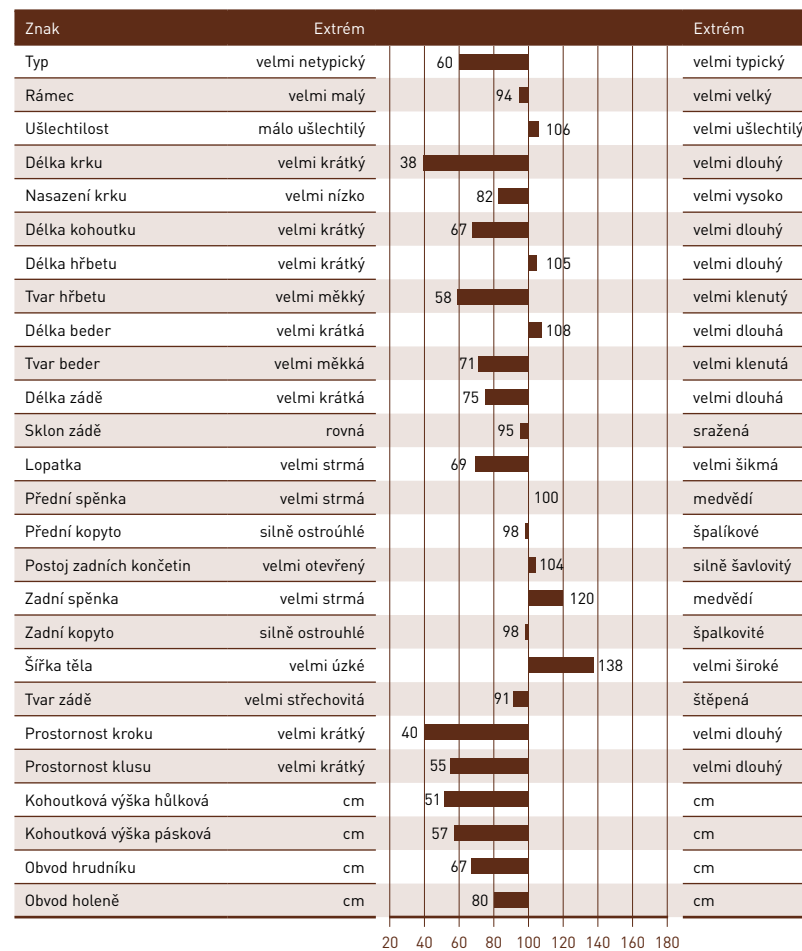 Znak Extrém Extrém
Typ velmi netypický 60 velmi typický
Rámec velmi malý 94 velmi velký
Ušlechtilost málo ušlechtilý 106 velmi ušlechtilý
Délka krku velmi krátký 38 velmi dlouhý
Nasazení krku velmi nízko 82 velmi vysoko
Délka kohoutku velmi krátký 67 velmi dlouhý
Délka hřbetu velmi krátký 105 velmi dlouhý
Tvar hřbetu velmi měkký 58 velmi klenutý
Délka beder velmi krátká 108 velmi dlouhá
Tvar beder velmi měkká 71 velmi klenutá
Délka zádě velmi krátká 75 velmi dlouhá
Sklon zádě rovná 95 sražená
Lopatka velmi strmá 69 velmi šikmá
Přední spěnka velmi strmá 100 medvědí
Přední kopyto silně ostroúhlé 98 špalíkové
Postoj zadních končetin velmi otevřený 104 silně šavlovitý
Zadní spěnka velmi strmá 120 medvědí
Zadní kopyto silně ostrouhlé 98 špalkovité
Šířka těla velmi úzké 138 velmi široké
Tvar zádě velmi střechovitá 91 štěpená
Prostornost kroku velmi krátký 40 velmi dlouhý
Prostornost klusu velmi krátký 55 velmi dlouhý
Kohoutková výška hůlková cm 51 cm
Kohoutková výška pásková cm 57 cm
Obvod hrudníku cm 67 cm
Obvod holeně cm 80 cm
20 40 60 80 100 120 140 160 180